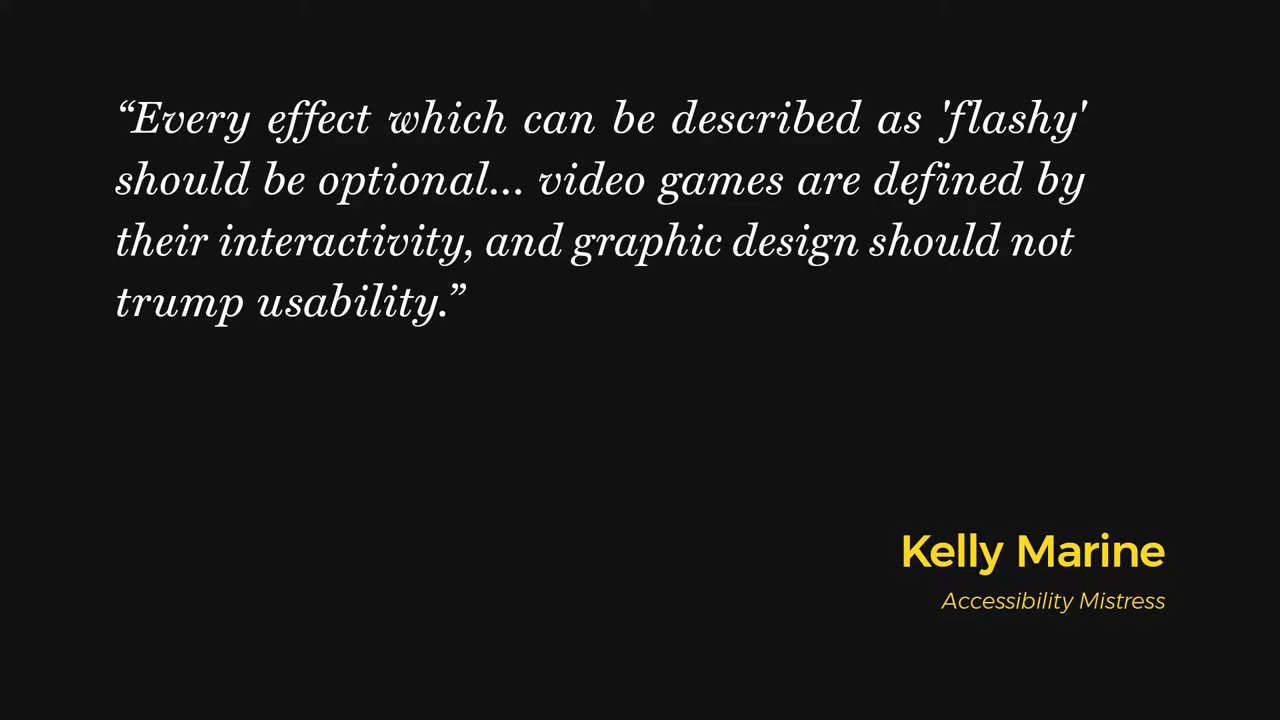 “Every effect which can be described as 'flashy'
should be optional... video games are defined by
their interactivity, and graphic design should not
trump usability.”
Kelly Marine
Accessibility Mistress